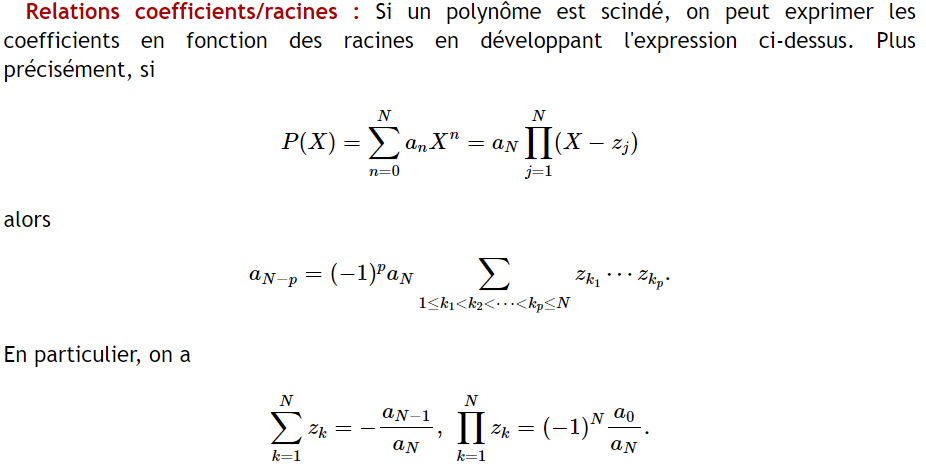 Relations coefficients/racines : Si un polynôme est scindé, on peut exprimer les
coefficients en fonction des racines en développant l'expression ci-dessus. Plus
précisément, si
P(X) = \sum_{n=0}^{N} a_n X^n = a_N \prod_{j=1}^{N} (X - z_j)
alors
a_{N-p} = (-1)^p a_N \sum_{1 \leq k_1 < k_2 < \cdots < k_p \leq N} z_{k_1} \cdots z_{k_p}.
En particulier, on a
\sum_{k=1}^{N} z_k = -\frac{a_{N-1}}{a_N}, \prod_{k=1}^{N} z_k = (-1)^N \frac{a_0}{a_N}.